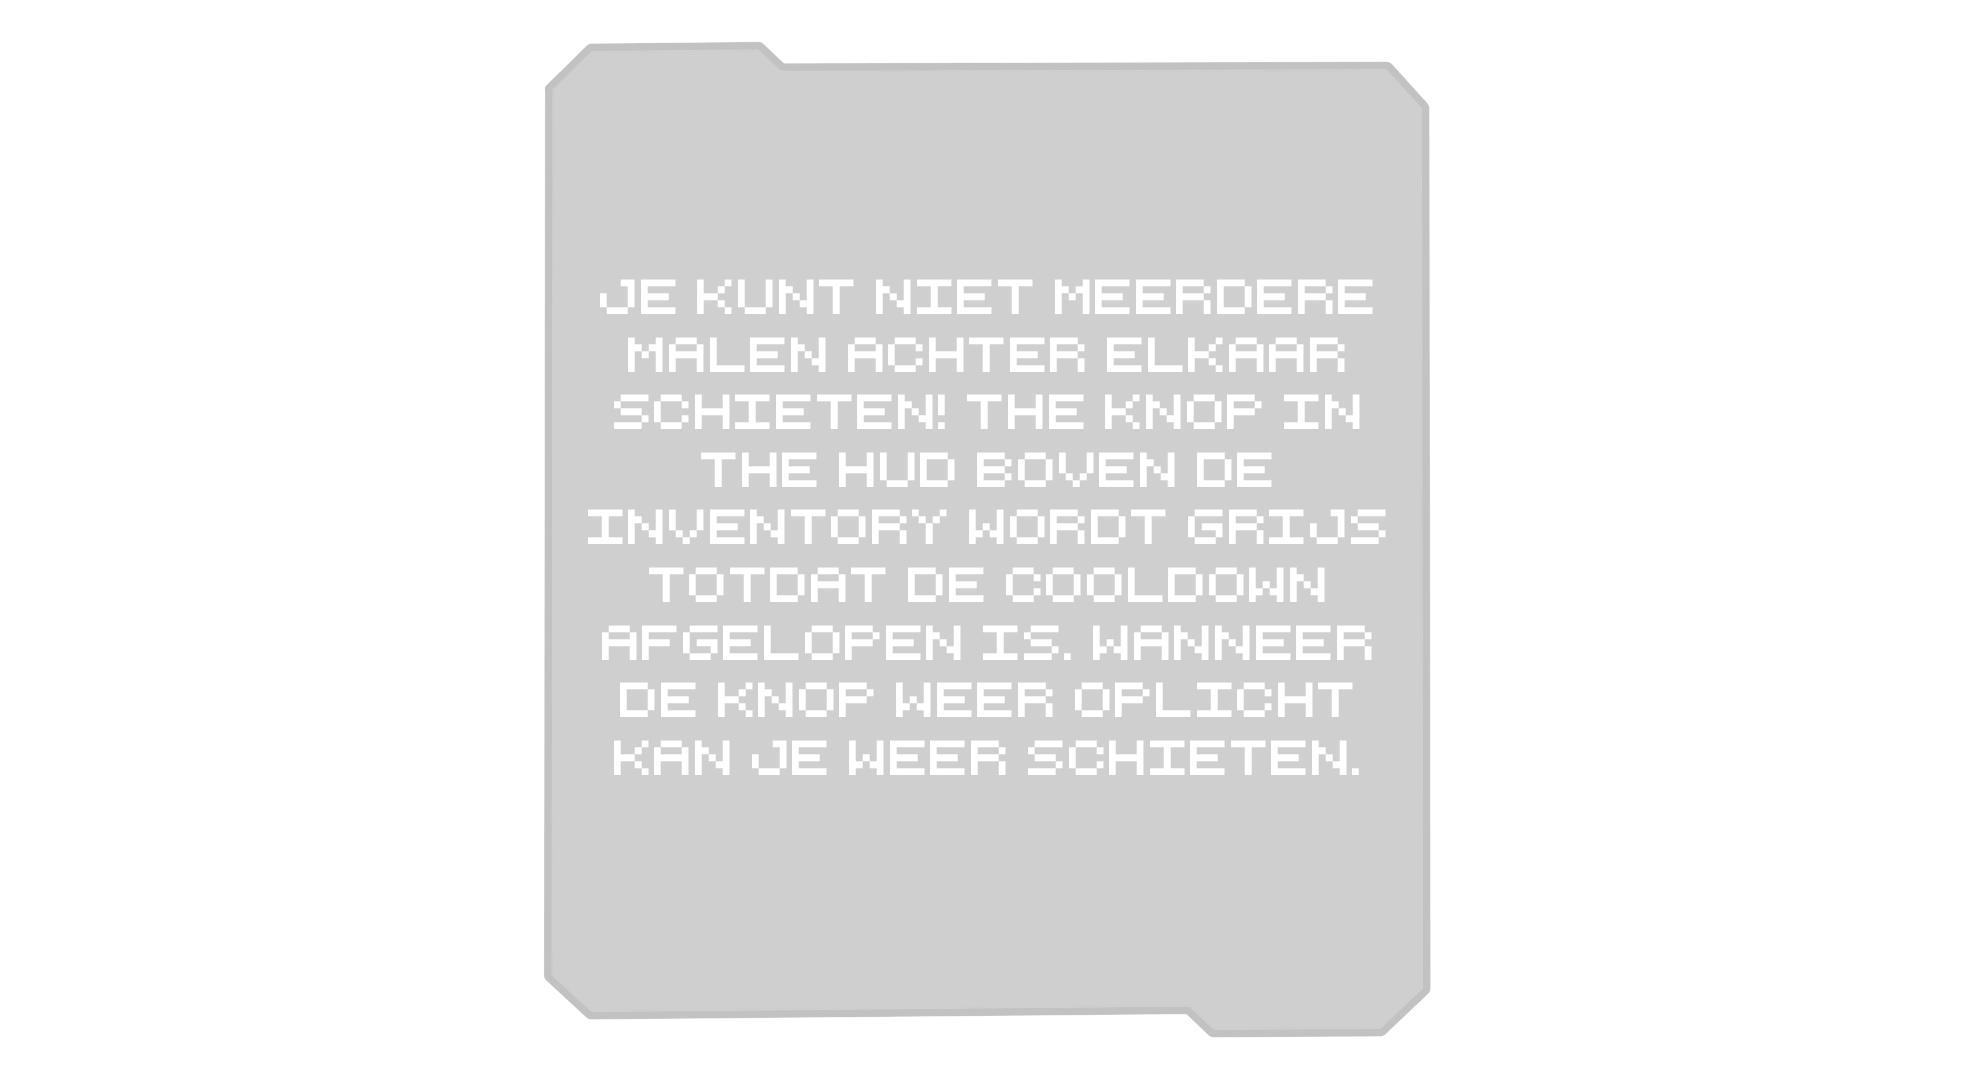 JE KUNT NIET MEERDERE
MALEN ACHTER ELKAAR
SCHIETEN! THE KNOP IN
THE HUD BOVEN DE
INVENTORY WORDT GRIJS
TOTDAT DE COOLDOWN
AFGELOPEN IS. WANNEER
DE KNOP WEER OPLICHT
KAN JE WEER SCHIETEN.